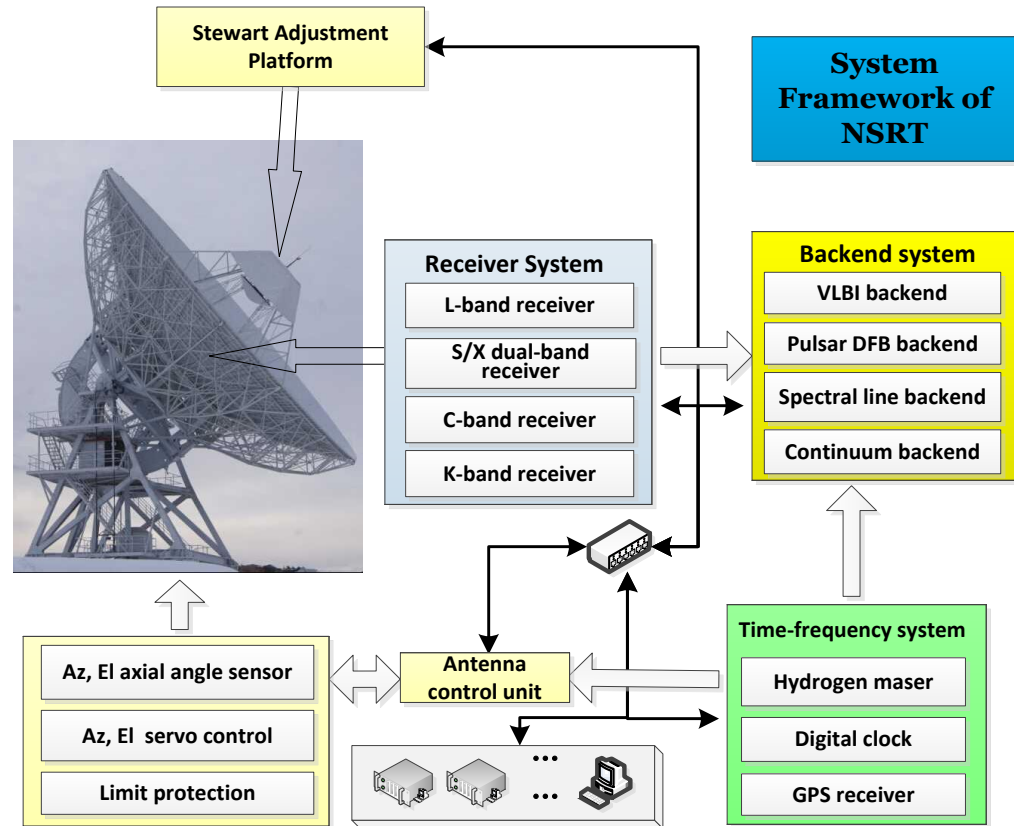 Stewart Adjustment
Platform
System
Framework of
NSRT
Receiver System
L-band receiver
S/X dual-band
receiver
C-band receiver
K-band receiver
Backend system
VLBI backend
Pulsar DFB backend
Spectral line backend
Continuum backend
Az, El axial angle sensor
Az, El servo control
Limit protection
Antenna
control unit
Time-frequency system
Hydrogen maser
Digital clock
GPS receiver
...
...